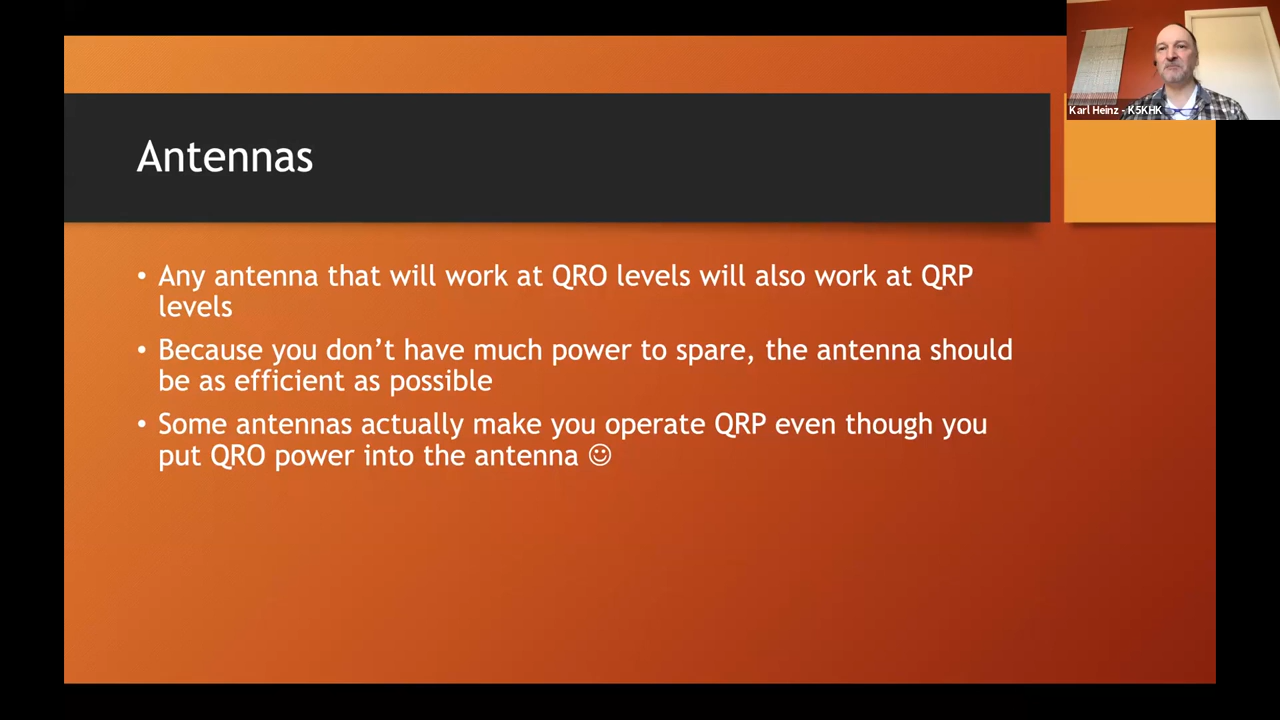 Karl Heinz - K5KHK
Antennas
• Any antenna that will work at QRO levels will also work at QRP
levels
• Because you don’t have much power to spare, the antenna should
be as efficient as possible
• Some antennas actually make you operate QRP even though you
put QRO power into the antenna ☺